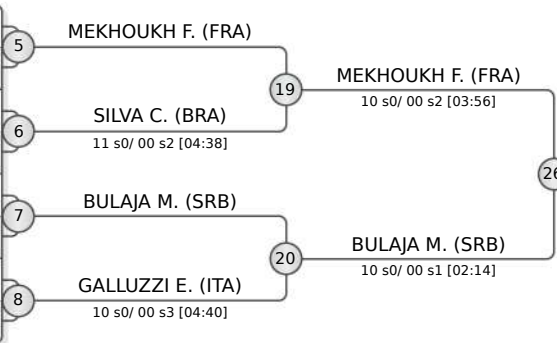 5
MEKHOUKH F. (FRA)
19
MEKHOUKH F. (FRA)
10 s0/ 00 s2 [03:56]
6
SILVA C. (BRA)
11 s0/ 00 s2 [04:38]
26
7
BULAJA M. (SRB)
20
BULAJA M. (SRB)
10 s0/ 00 s1 [02:14]
8
GALLUZZI E. (ITA)
10 s0/ 00 s3 [04:40]